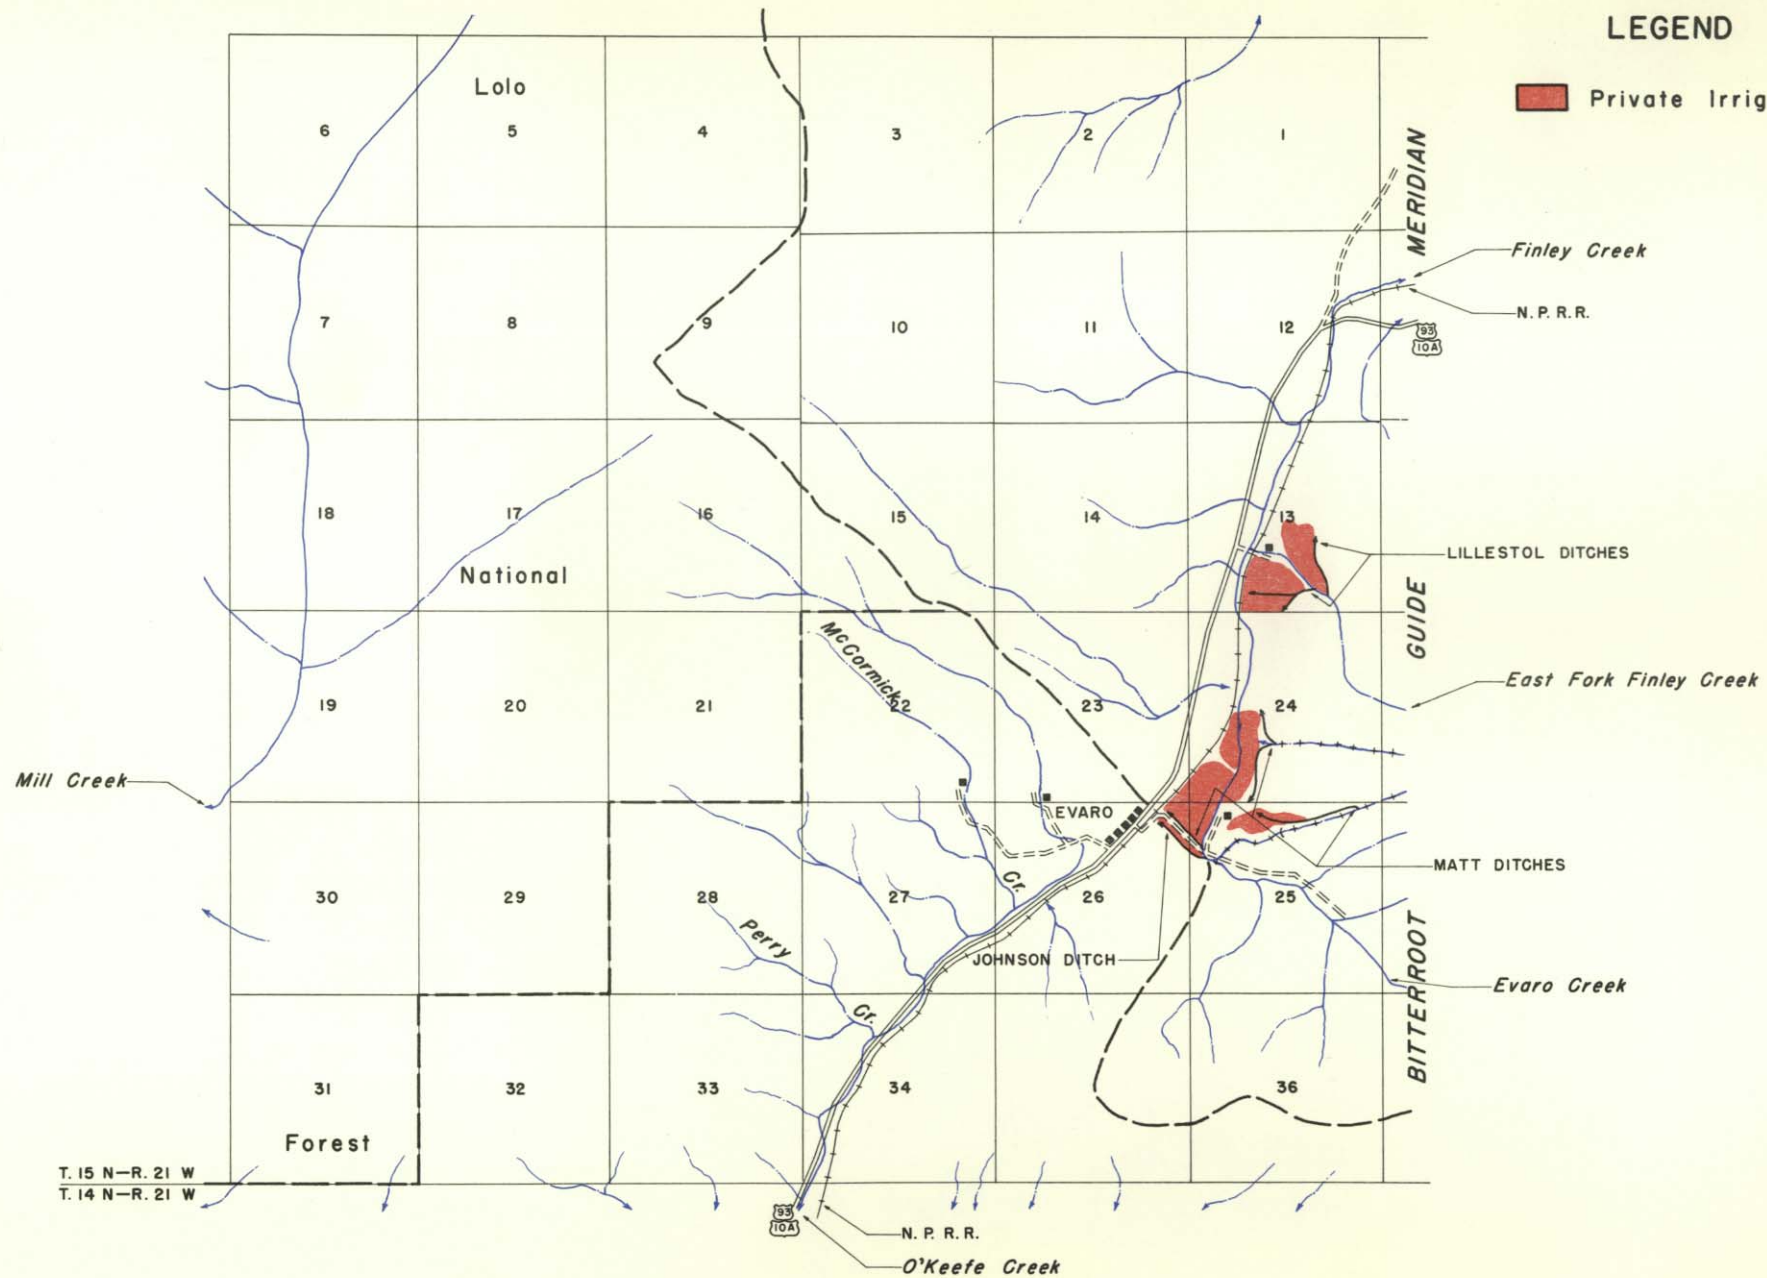 LEGEND
Private Irrig
Lolo
6
5
4
3
2
1
MERIDIAN
Finley Creek
N. P. R. R.
93
10A
7
8
9
10
11
12
18
17
16
15
14
13
LILLESTOL DITCHES
National
GUIDE
McCormick
East Fork Finley Creek
19
20
21
22
23
24
Mill Creek
EVARO
MATT DITCHES
Cr.
30
29
28
27
26
25
Perry
JOHNSON DITCH
BITTERROOT
Evaro Creek
Cr.
31
32
33
34
36
Forest
T. 15 N—R. 21 W
T. 14 N—R. 21 W
93
10A
N. P. R. R.
O'Keefe Creek